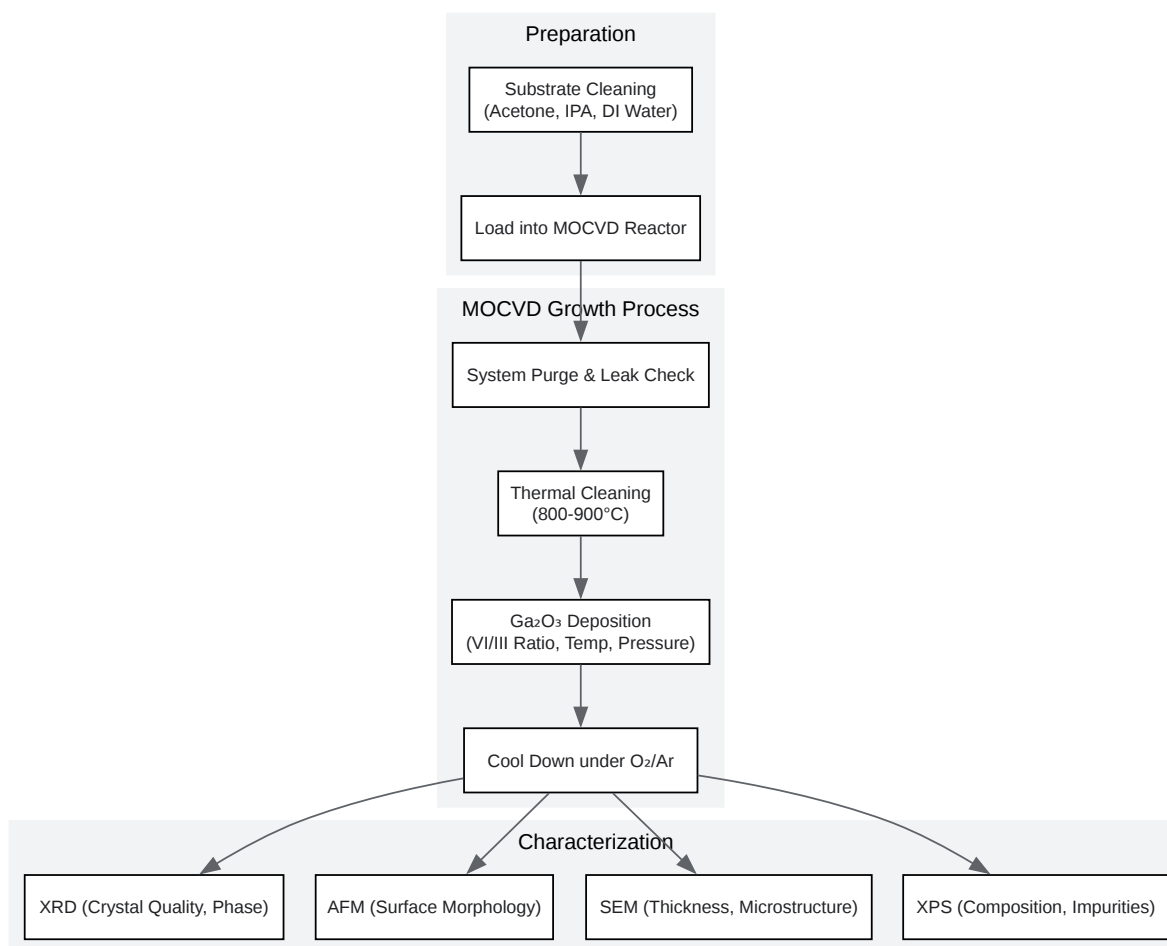 Preparation
Substrate Cleaning
(Acetone, IPA, DI Water)
Load into MOCVD Reactor
MOCVD Growth Process
System Purge & Leak Check
Thermal Cleaning
(800-900°C)
Ga₂O₃ Deposition
(VI/III Ratio, Temp, Pressure)
Cool Down under O₂/Ar
Characterization
XRD (Crystal Quality, Phase)
AFM (Surface Morphology)
SEM (Thickness, Microstructure)
XPS (Composition, Impurities)